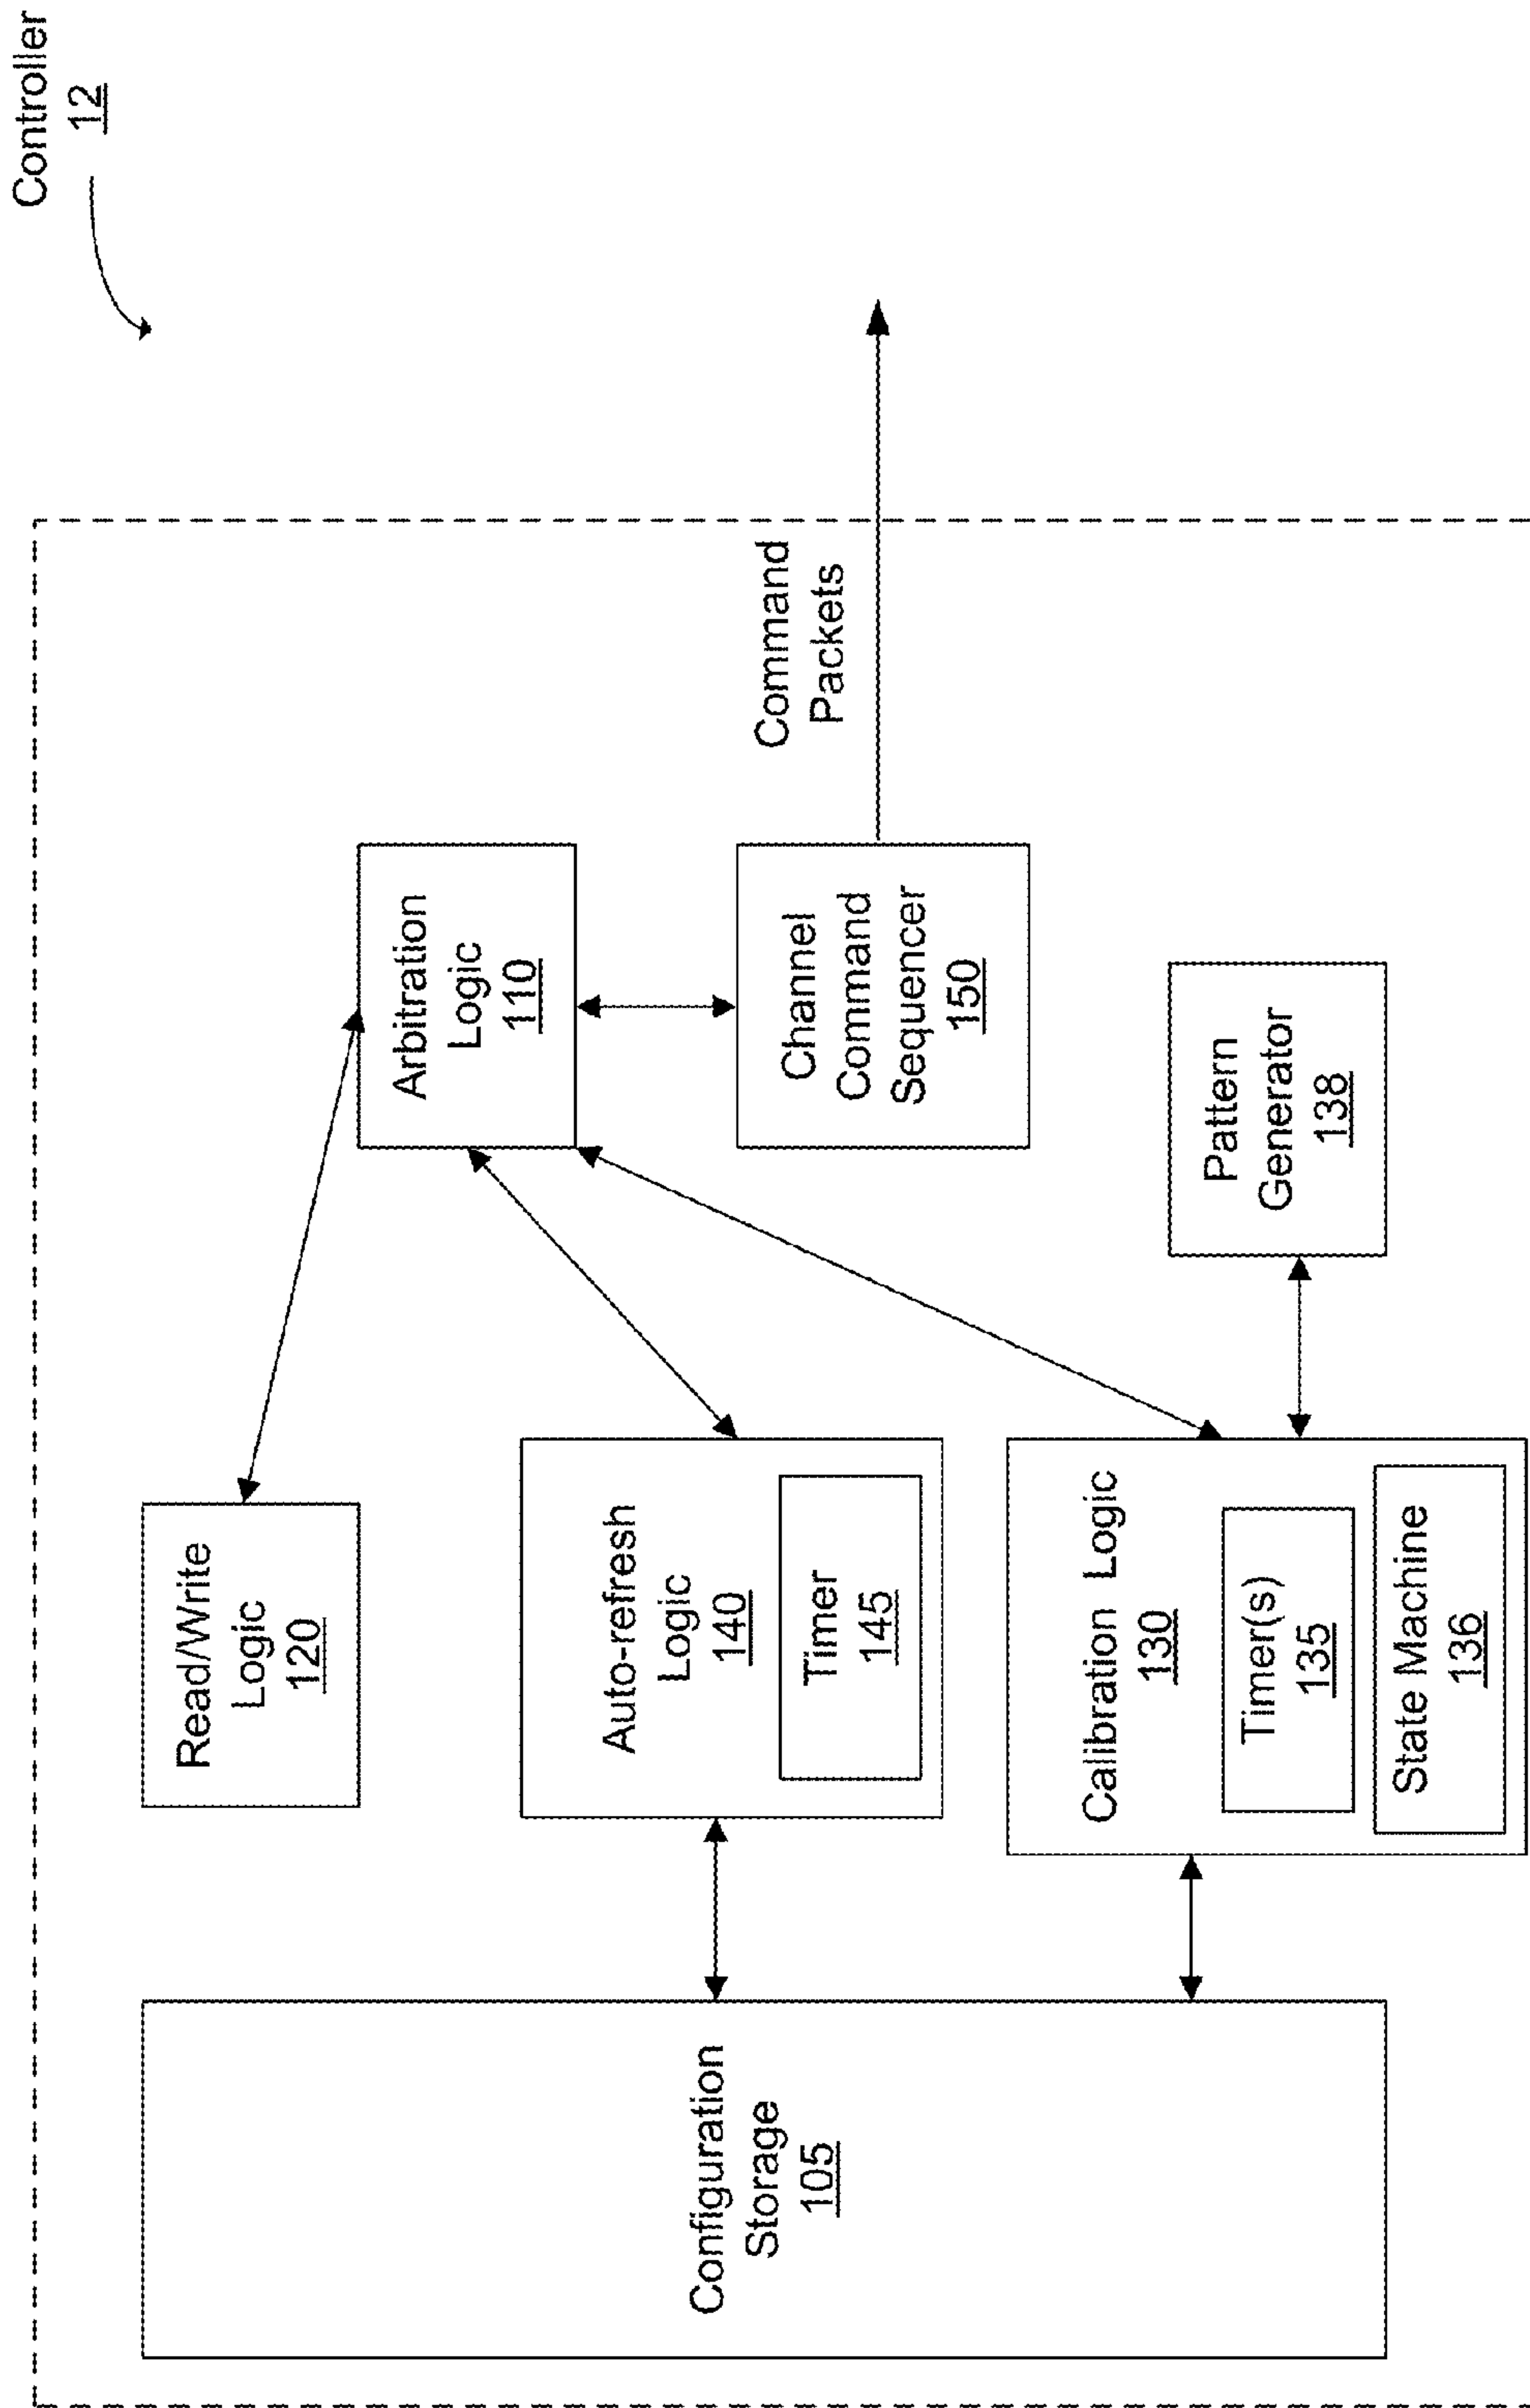 Controller
12
Configuration
Storage
105
Read/Write
Logic
120
Auto-refresh
Logic
140
Timer
145
Calibration Logic
130
Timer(s)
135
State Machine
136
Arbitration
Logic
110
Channel
Command
Sequencer
150
Pattern
Generator
138
Command
Packets